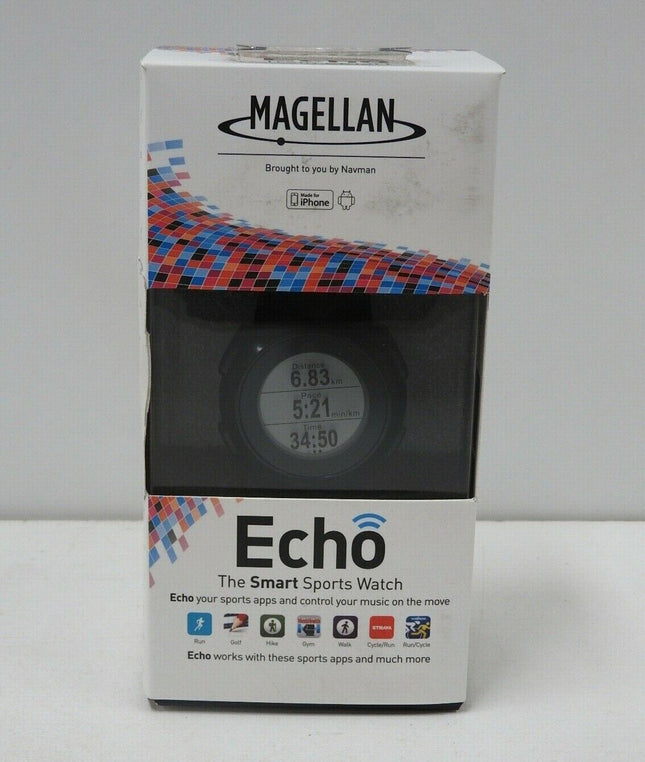 MAGELLAN
Brought to you by Navman
Made for
iPhone
Distance
6.83km
Pace
5:21min/km
Time
34:50
Echo
The Smart Sports Watch
Echo your sports apps and control your music on the move
STRAVA
Run Golf Hike Gym Walk Cycle/Run Run/Cycle
Echo works with these sports apps and much more